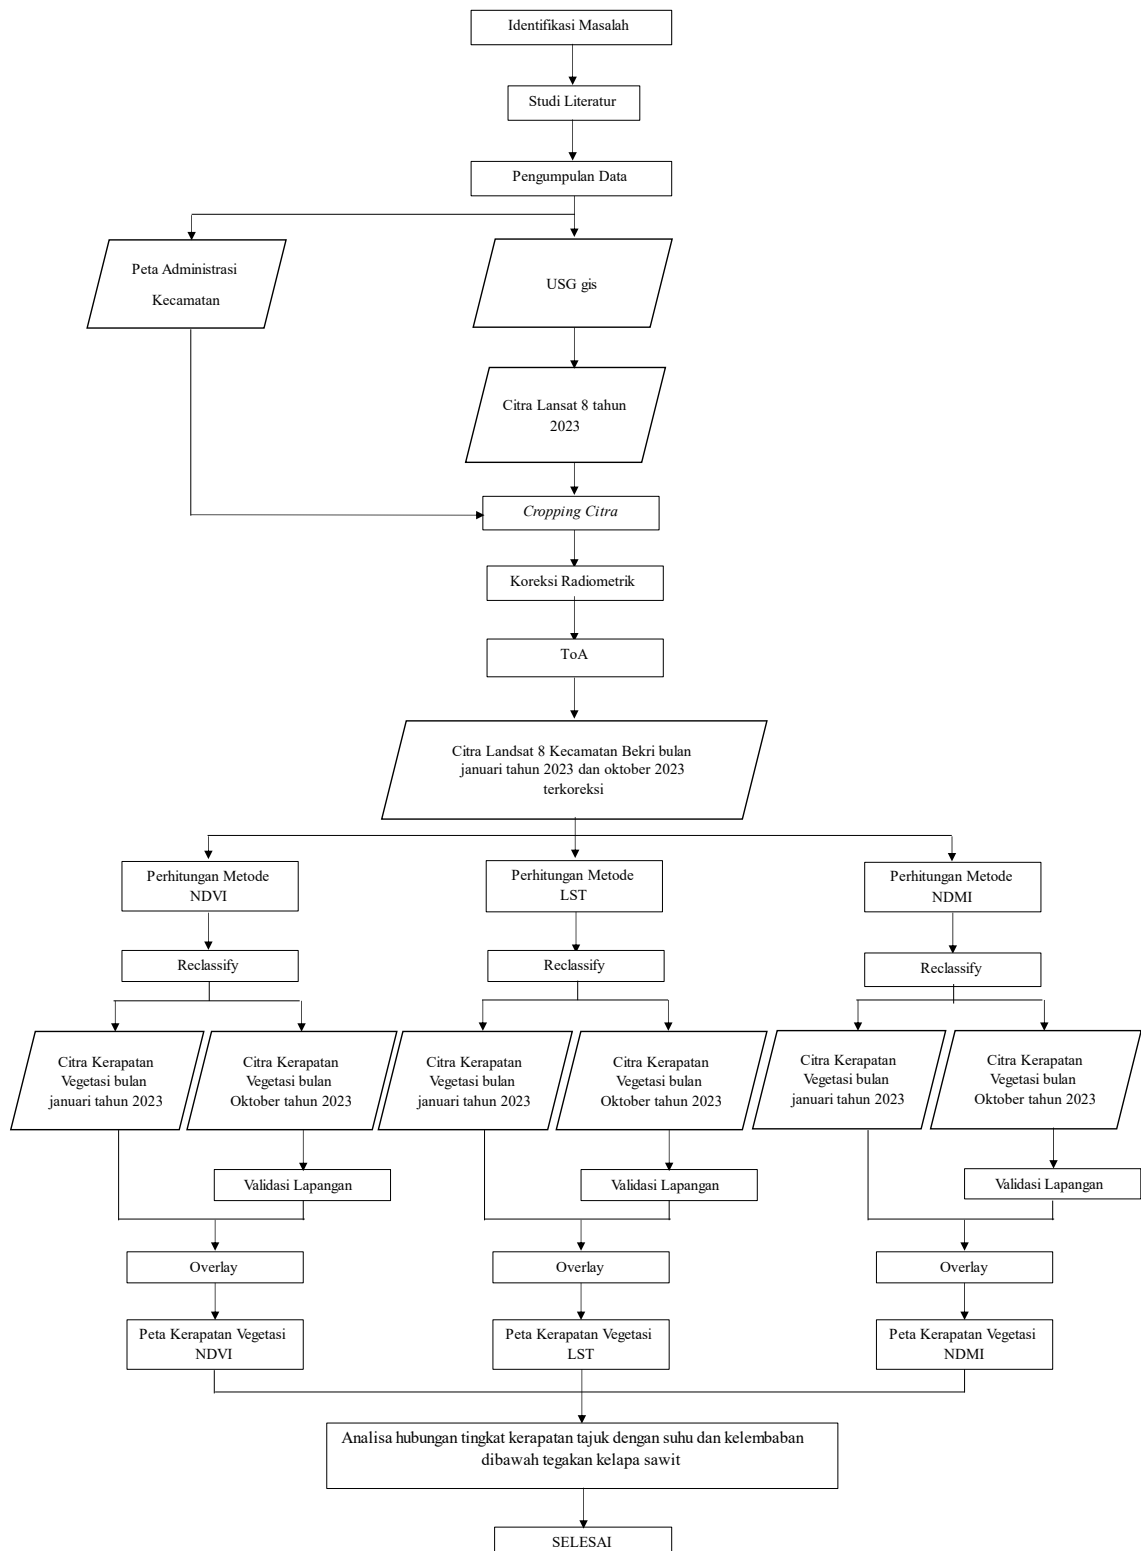 Identifikasi Masalah
Studi Literatur
Pengumpulan Data
Peta Administrasi
Kecamatan
USG gis
Citra Lansat 8 tahun
2023
Cropping Citra
Koreksi Radiometrik
ToA
Citra Landsat 8 Kecamatan Bekri bulan
januari tahun 2023 dan oktober 2023
terkoreksi
Perhitungan Metode
NDVI
Perhitungan Metode
LST
Perhitungan Metode
NDMI
Reclassify
Reclassify
Reclassify
Citra Kerapatan
Vegetasi bulan
januari tahun 2023
Citra Kerapatan
Vegetasi bulan
Oktober tahun 2023
Citra Kerapatan
Vegetasi bulan
januari tahun 2023
Citra Kerapatan
Vegetasi bulan
Oktober tahun 2023
Citra Kerapatan
Vegetasi bulan
januari tahun 2023
Citra Kerapatan
Vegetasi bulan
Oktober tahun 2023
Validasi Lapangan
Validasi Lapangan
Validasi Lapangan
Overlay
Overlay
Overlay
Peta Kerapatan Vegetasi
NDVI
Peta Kerapatan Vegetasi
LST
Peta Kerapatan Vegetasi
NDMI
Analisa hubungan tingkat kerapatan tajuk dengan suhu dan kelembaban
dibawah tegakan kelapa sawit
SELESAI